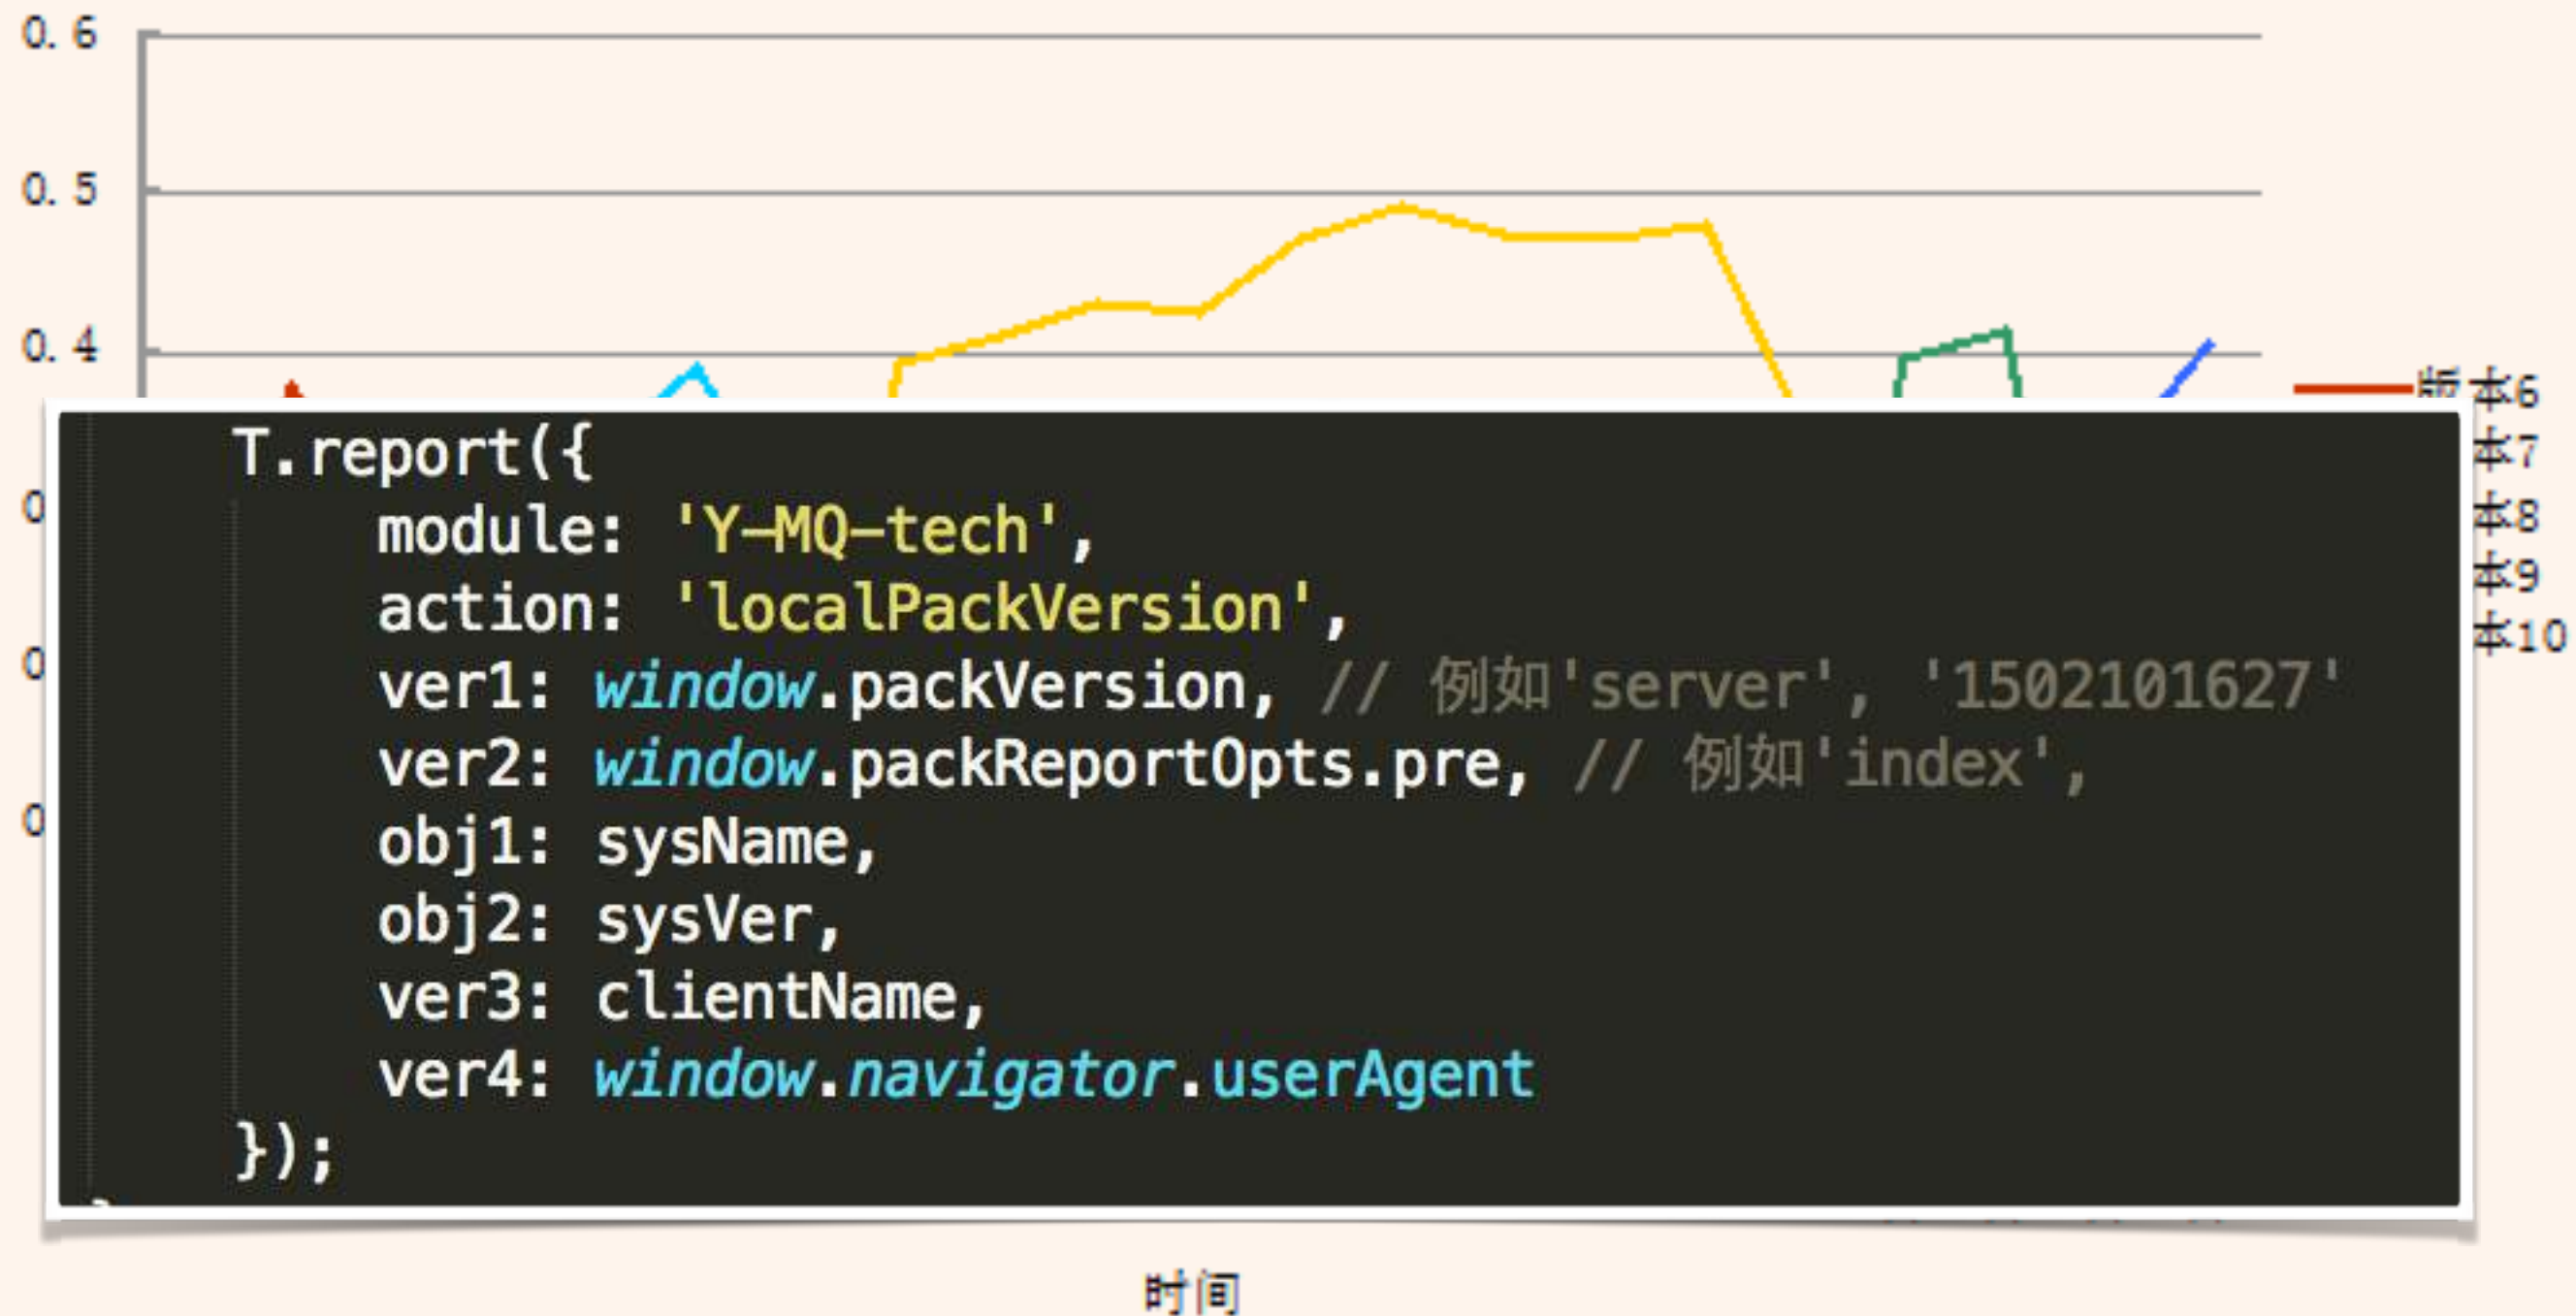 0.6
0.5
0.4
版本6
本7
本8
本9
本10
T.report({
module: 'Y-MQ-tech',
action: 'localPackVersion',
ver1: window.packVersion, // 例如'server', '1502101627'
ver2: window.packReportOpts.pre, // 例如'index',
obj1: sysName,
obj2: sysVer,
ver3: clientName,
ver4: window.navigator.userAgent
});
时间